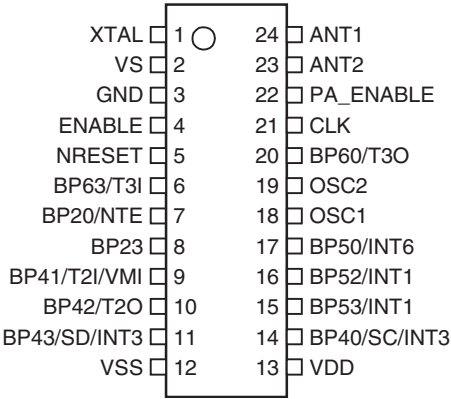 XTAL 1 24 ANT1
VS 2 23 ANT2
GND 3 22 PA_ENABLE
ENABLE 4 21 CLK
NRESET 5 20 BP60/T3O
BP63/T3I 6 19 OSC2
BP20/NTE 7 18 OSC1
BP23 8 17 BP50/INT6
BP41/T2I/VMI 9 16 BP52/INT1
BP42/T2O 10 15 BP53/INT1
BP43/SD/INT3 11 14 BP40/SC/INT3
VSS 12 13 VDD